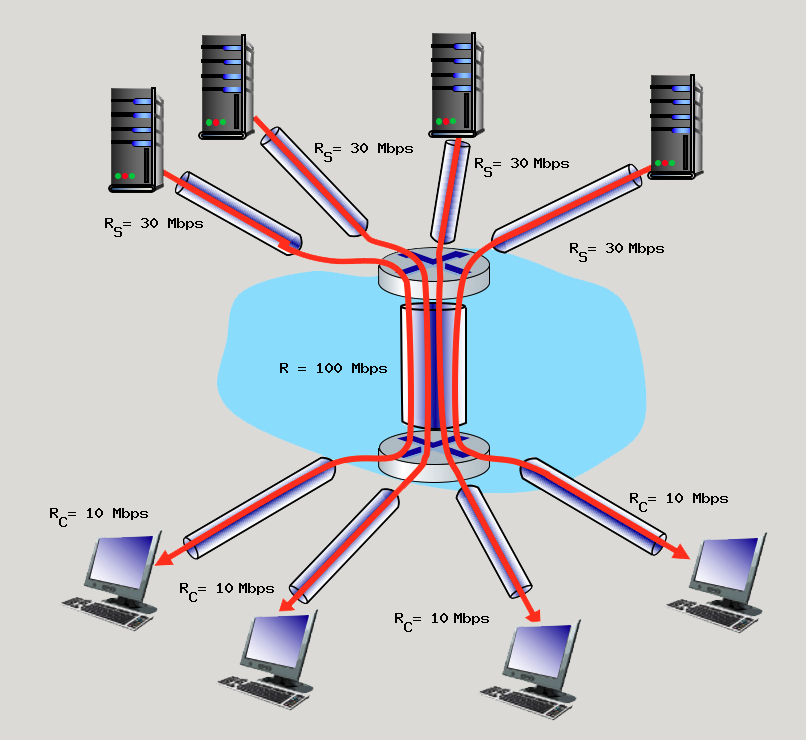 R_S = 30 Mbps
R_S = 30 Mbps
R_S = 30 Mbps
R_S = 30 Mbps
R = 100 Mbps
R_C = 10 Mbps
R_C = 10 Mbps
R_C = 10 Mbps
R_C = 10 Mbps